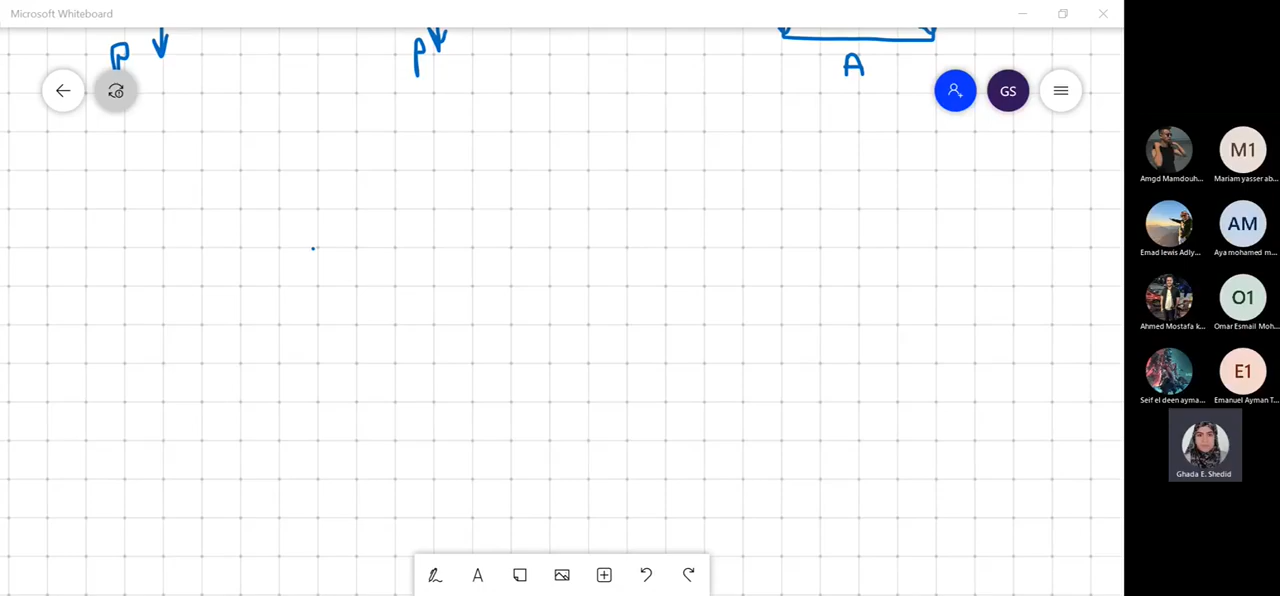 Microsoft Whiteboard
P
P
A
GS
M1
Amgd Mamdouh...
Mariam yasser ab...
AM
Emad lewis Adly...
Aya mohamed m...
O1
Ahmed Mostafa k...
Omar Esmail Moh...
E1
Seif el deen ayma...
Emanuel Ayman T...
Ghada E. Shedid
A